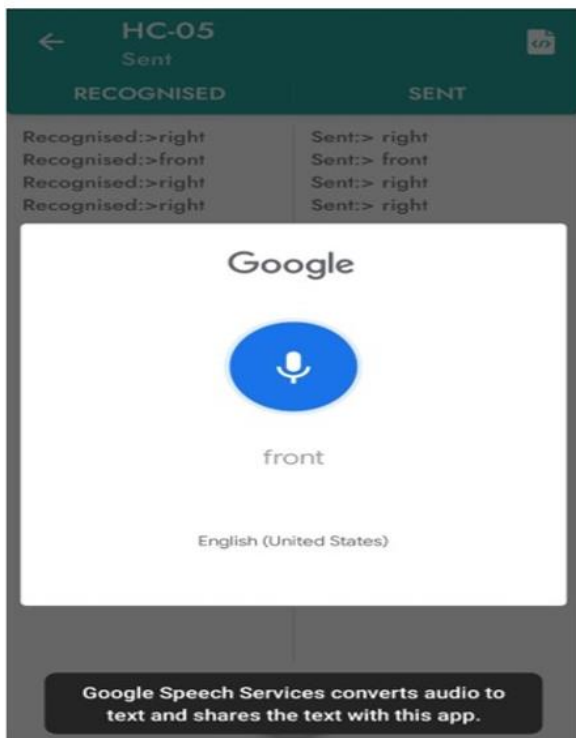 HC-05
Sent
RECOGNISED SENT
Recognised:>right Sent:> right
Recognised:>front Sent:> front
Recognised:>right Sent:> right
Recognised:>right Sent:> right
Google
front
English (United States)
Google Speech Services converts audio to
text and shares the text with this app.